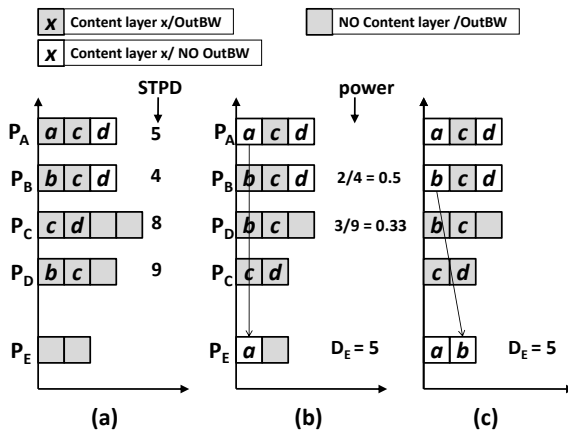 x Content layer x/OutBW
NO Content layer /OutBW
x Content layer x/ NO OutBW
STPD
power
P_A a c d 5
P_A a c d
a c d
P_B b c d 4
P_B b c d 2/4 = 0.5
b c d
P_C c d 8
P_D b c 3/9 = 0.33
b c
P_D b c 9
P_C c d
c d
P_E
P_E a D_E = 5
a b D_E = 5
(a) (b) (c)